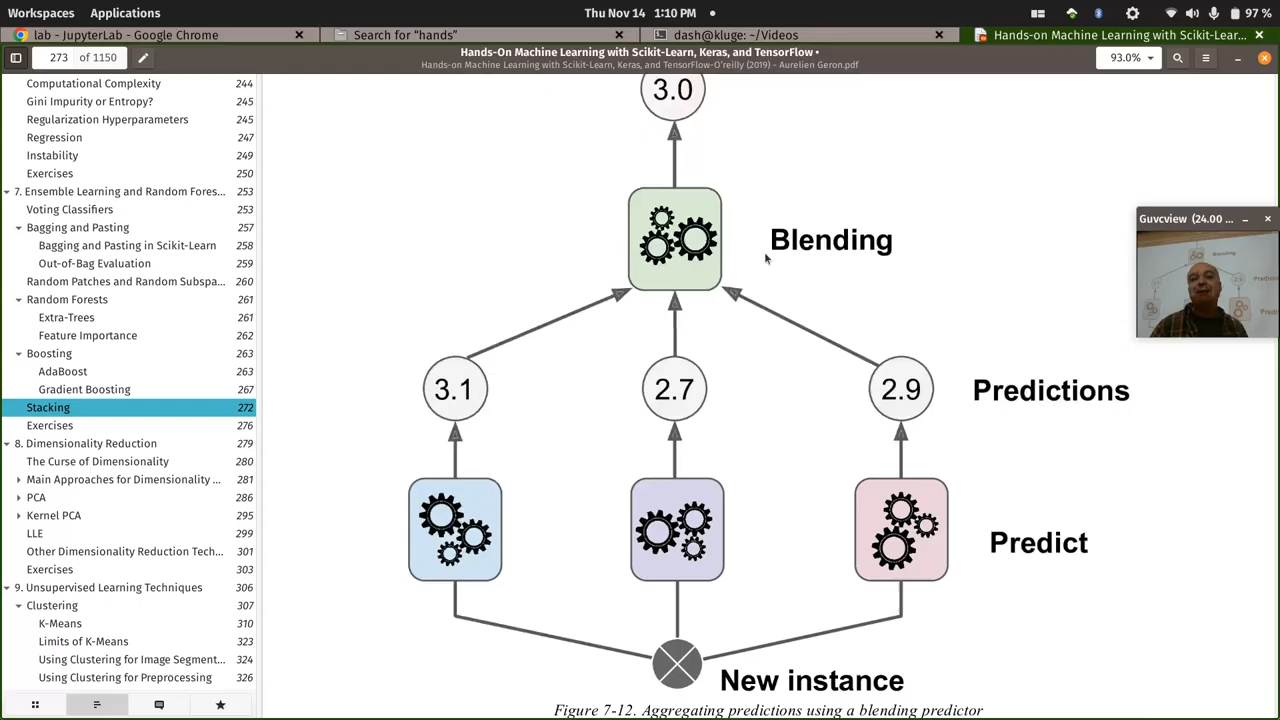 Workspaces Applications Thu Nov 14 1:10 PM 97 %
lab - JupyterLab - Google Chrome × Search for “hands” × dash@kluge: ~/Videos × Hands-On Machine Learning with Scikit-Lear... ×
273 of 1150
Hands-On Machine Learning with Scikit-Learn, Keras, and TensorFlow •
Hands-On Machine Learning with Scikit-Learn, Keras, and TensorFlow-O'reilly (2019) - Aurelien Geron.pdf
93.0%
Computational Complexity 244
Gini Impurity or Entropy? 245
Regularization Hyperparameters 245
Regression 247
Instability 249
Exercises 250
7. Ensemble Learning and Random Fores... 253
Voting Classifiers 253
Bagging and Pasting 257
Bagging and Pasting in Scikit-Learn 258
Out-of-Bag Evaluation 259
Random Patches and Random Subspa... 260
Random Forests 261
Extra-Trees 261
Feature Importance 262
Boosting 263
AdaBoost 263
Gradient Boosting 267
Stacking 272
Exercises 276
8. Dimensionality Reduction 279
The Curse of Dimensionality 280
Main Approaches for Dimensionality ... 281
PCA 286
Kernel PCA 295
LLE 299
Other Dimensionality Reduction Tech... 301
Exercises 303
9. Unsupervised Learning Techniques 306
Clustering 307
K-Means 310
Limits of K-Means 323
Using Clustering for Image Segment... 324
Using Clustering for Preprocessing 326
3.0
Blending
3.1 2.7 2.9 Predictions
Predict
New instance
Figure 7-12. Aggregating predictions using a blending predictor
Guvcview (24.00 ...
Blending